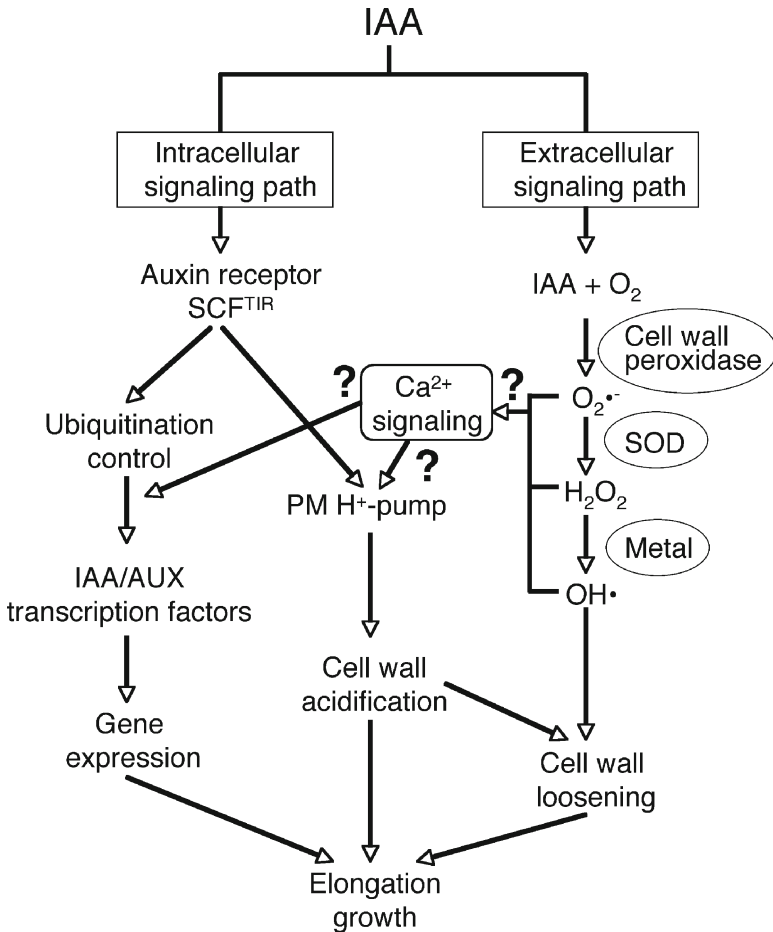 IAA
Intracellular
signaling path
Extracellular
signaling path
Auxin receptor
SCFᵀᴵᴿ
IAA + O₂
Cell wall
peroxidase
?
Ca²⁺
signaling
?
?
O₂•⁻
SOD
Ubiquitination
control
H₂O₂
PM H⁺-pump
Metal
IAA/AUX
transcription factors
OH•
Cell wall
acidification
Gene
expression
Cell wall
loosening
Elongation
growth